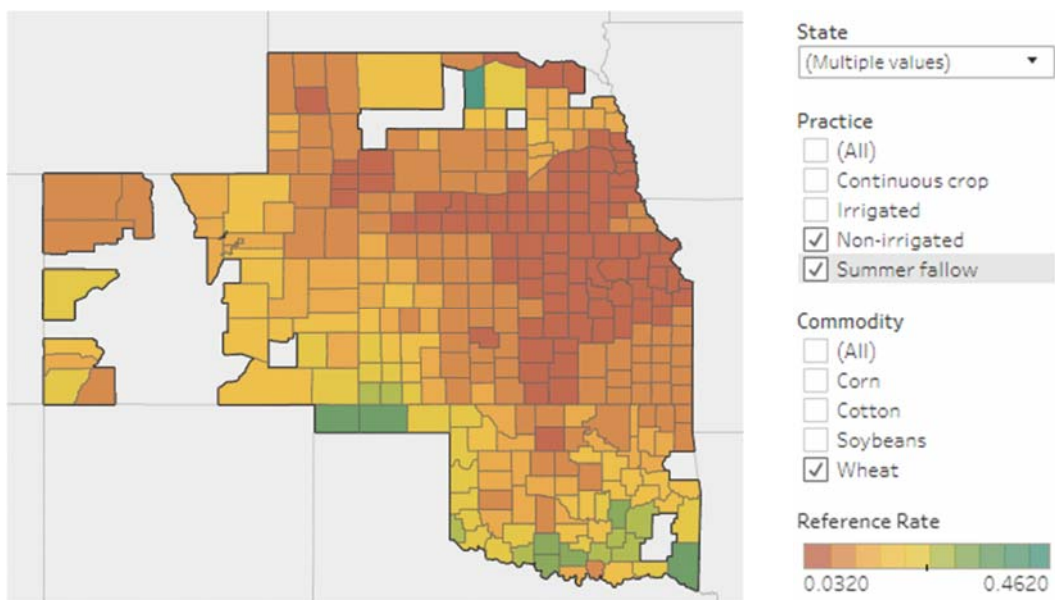 State
(Multiple values)
Practice
(All)
Continuous crop
Irrigated
Non-irrigated
Summer fallow
Commodity
(All)
Corn
Cotton
Soybeans
Wheat
Reference Rate
0.0320 0.4620